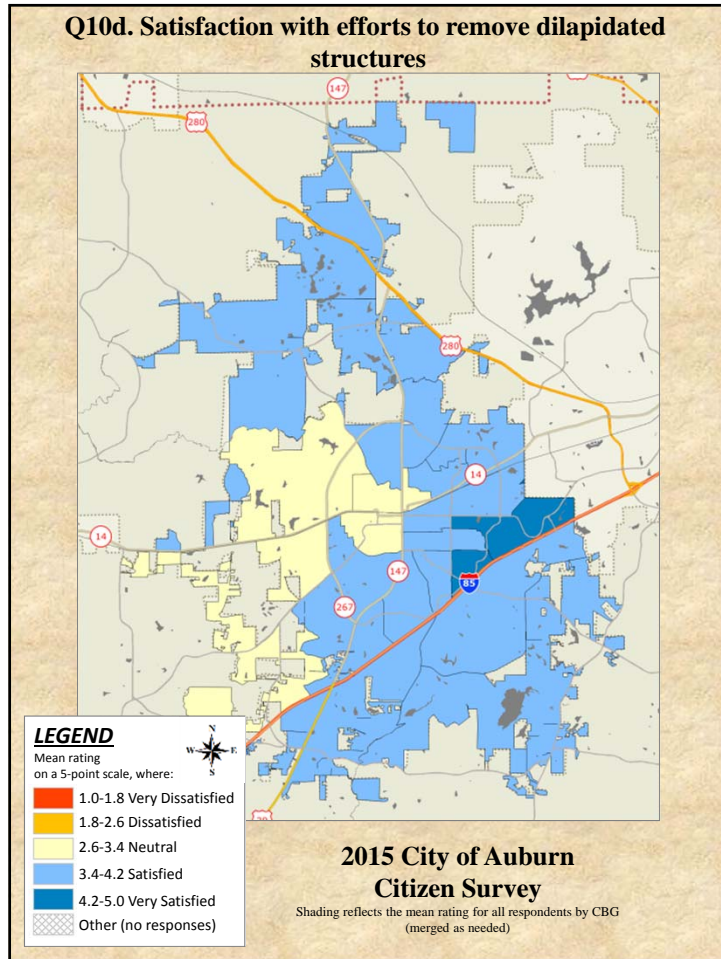 Q10d. Satisfaction with efforts to remove dilapidated
structures
147
280
280
14
14
147
85
267
LEGEND
Mean rating
on a 5-point scale, where:
N
W E
S
1.0-1.8 Very Dissatisfied
1.8-2.6 Dissatisfied
2.6-3.4 Neutral
3.4-4.2 Satisfied
4.2-5.0 Very Satisfied
Other (no responses)
2015 City of Auburn
Citizen Survey
Shading reflects the mean rating for all respondents by CBG
(merged as needed)